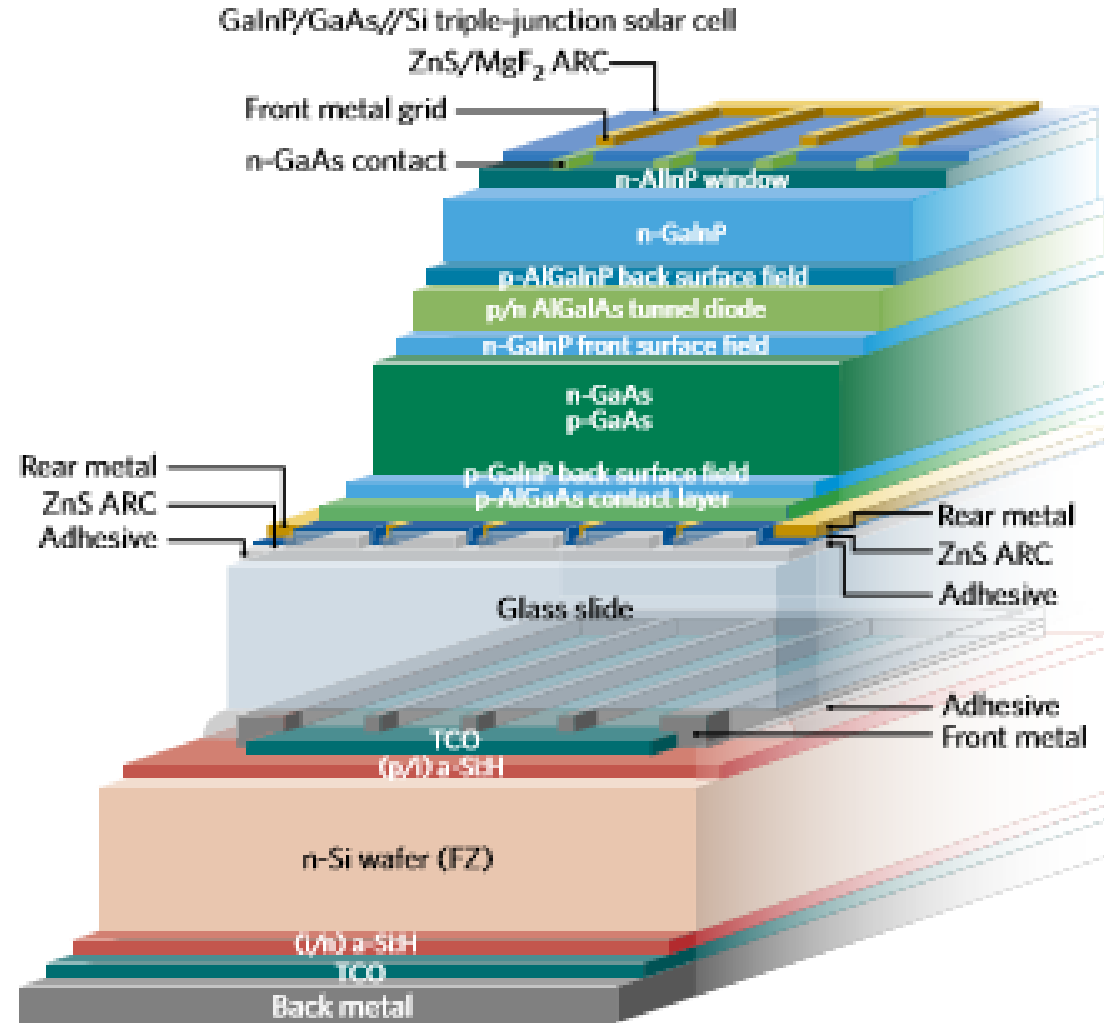 GaInP/GaAs//Si triple-junction solar cell
ZnS/MgF₂ ARC
Front metal grid
n-GaAs contact
n-AlInP window
n-GaInP
p-AlGaInP back surface field
p/n AlGaIAs tunnel diode
n-GaInP front surface field
n-GaAs
p-GaAs
p-GaInP back surface field
p-AlGaAs contact layer
Rear metal
ZnS ARC
Adhesive
Rear metal
ZnS ARC
Adhesive
Glass slide
Adhesive
Front metal
TCO
(p/i) a-Si:H
n-Si wafer (FZ)
(i/n) a-Si:H
TCO
Back metal